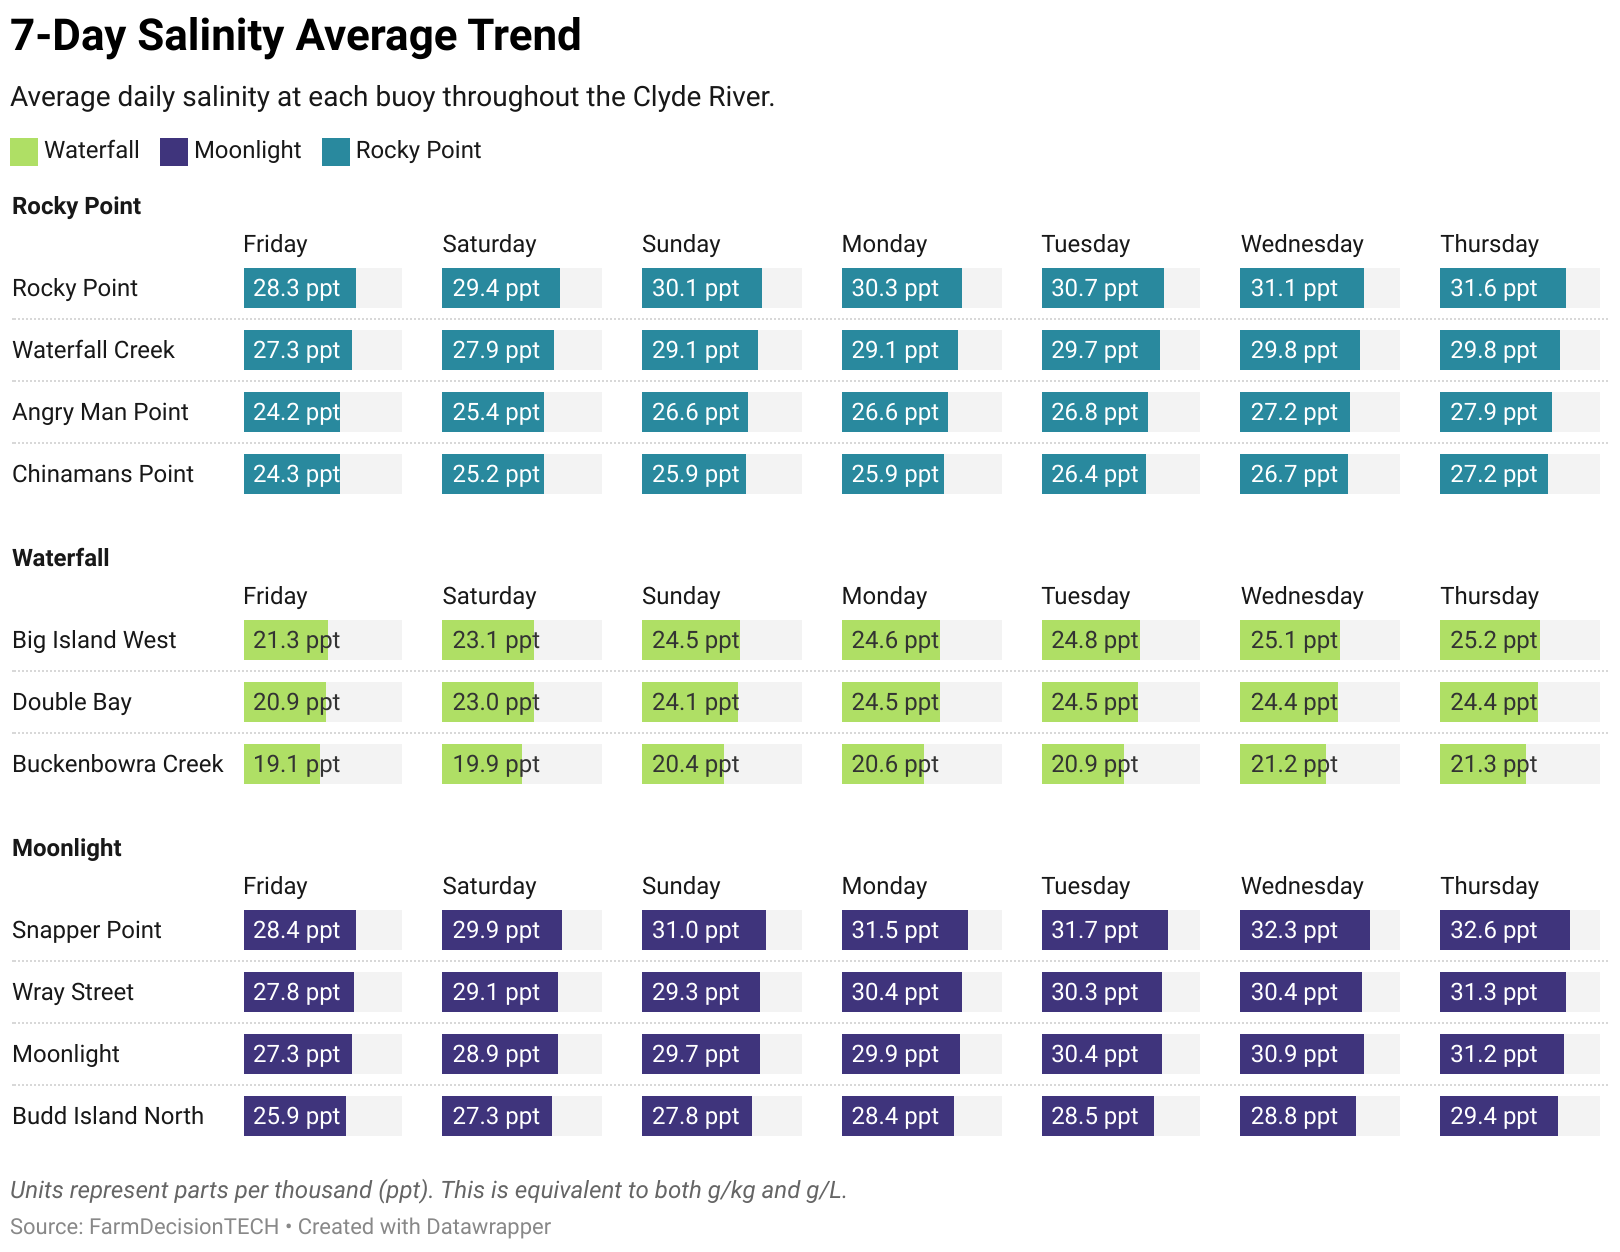 7-Day Salinity Average Trend
Average daily salinity at each buoy throughout the Clyde River.
Waterfall Moonlight Rocky Point
Rocky Point
Friday Saturday Sunday Monday Tuesday Wednesday Thursday
Rocky Point 28.3 ppt 29.4 ppt 30.1 ppt 30.3 ppt 30.7 ppt 31.1 ppt 31.6 ppt
Waterfall Creek 27.3 ppt 27.9 ppt 29.1 ppt 29.1 ppt 29.7 ppt 29.8 ppt 29.8 ppt
Angry Man Point 24.2 ppt 25.4 ppt 26.6 ppt 26.6 ppt 26.8 ppt 27.2 ppt 27.9 ppt
Chinamans Point 24.3 ppt 25.2 ppt 25.9 ppt 25.9 ppt 26.4 ppt 26.7 ppt 27.2 ppt
Waterfall
Friday Saturday Sunday Monday Tuesday Wednesday Thursday
Big Island West 21.3 ppt 23.1 ppt 24.5 ppt 24.6 ppt 24.8 ppt 25.1 ppt 25.2 ppt
Double Bay 20.9 ppt 23.0 ppt 24.1 ppt 24.5 ppt 24.5 ppt 24.4 ppt 24.4 ppt
Buckenbowra Creek 19.1 ppt 19.9 ppt 20.4 ppt 20.6 ppt 20.9 ppt 21.2 ppt 21.3 ppt
Moonlight
Friday Saturday Sunday Monday Tuesday Wednesday Thursday
Snapper Point 28.4 ppt 29.9 ppt 31.0 ppt 31.5 ppt 31.7 ppt 32.3 ppt 32.6 ppt
Wray Street 27.8 ppt 29.1 ppt 29.3 ppt 30.4 ppt 30.3 ppt 30.4 ppt 31.3 ppt
Moonlight 27.3 ppt 28.9 ppt 29.7 ppt 29.9 ppt 30.4 ppt 30.9 ppt 31.2 ppt
Budd Island North 25.9 ppt 27.3 ppt 27.8 ppt 28.4 ppt 28.5 ppt 28.8 ppt 29.4 ppt
Units represent parts per thousand (ppt). This is equivalent to both g/kg and g/L.
Source: FarmDecisionTECH • Created with Datawrapper